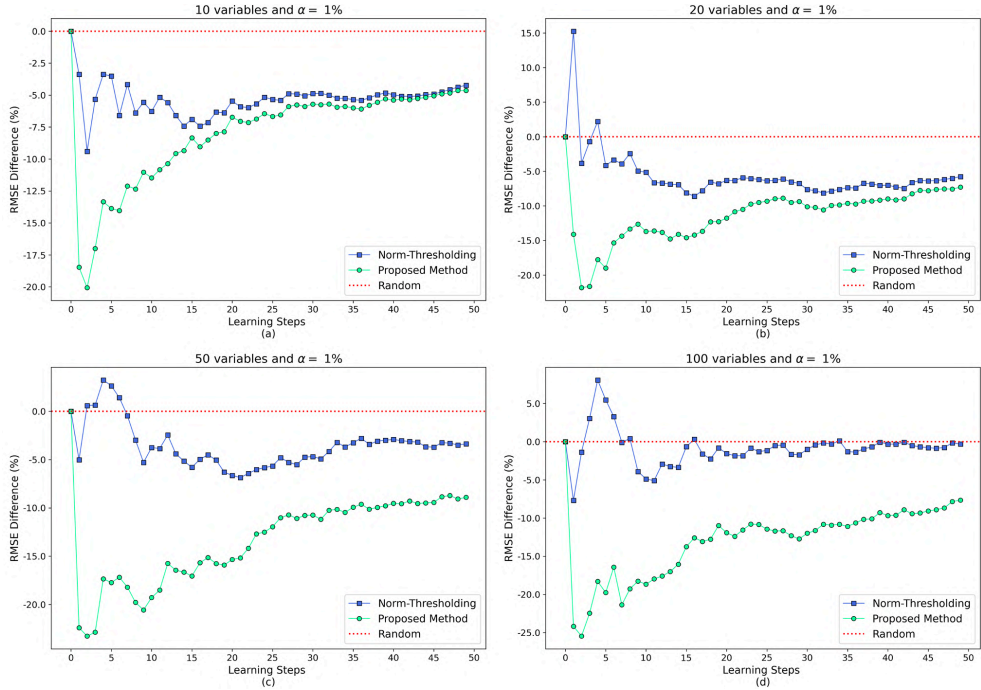 10 variables and α = 1%
0.0
-2.5
-5.0
-7.5
-10.0
-12.5
-15.0
-17.5
-20.0
RMSE Difference (%)
Norm-Thresholding
Proposed Method
Random
0 5 10 15 20 25 30 35 40 45 50
Learning Steps
(a)
20 variables and α = 1%
15.0
10.0
5.0
0.0
-5.0
-10.0
-15.0
-20.0
RMSE Difference (%)
Norm-Thresholding
Proposed Method
Random
0 5 10 15 20 25 30 35 40 45 50
Learning Steps
(b)
50 variables and α = 1%
0.0
-5.0
-10.0
-15.0
-20.0
RMSE Difference (%)
Norm-Thresholding
Proposed Method
Random
0 5 10 15 20 25 30 35 40 45 50
Learning Steps
(c)
100 variables and α = 1%
5.0
0.0
-5.0
-10.0
-15.0
-20.0
-25.0
RMSE Difference (%)
Norm-Thresholding
Proposed Method
Random
0 5 10 15 20 25 30 35 40 45 50
Learning Steps
(d)